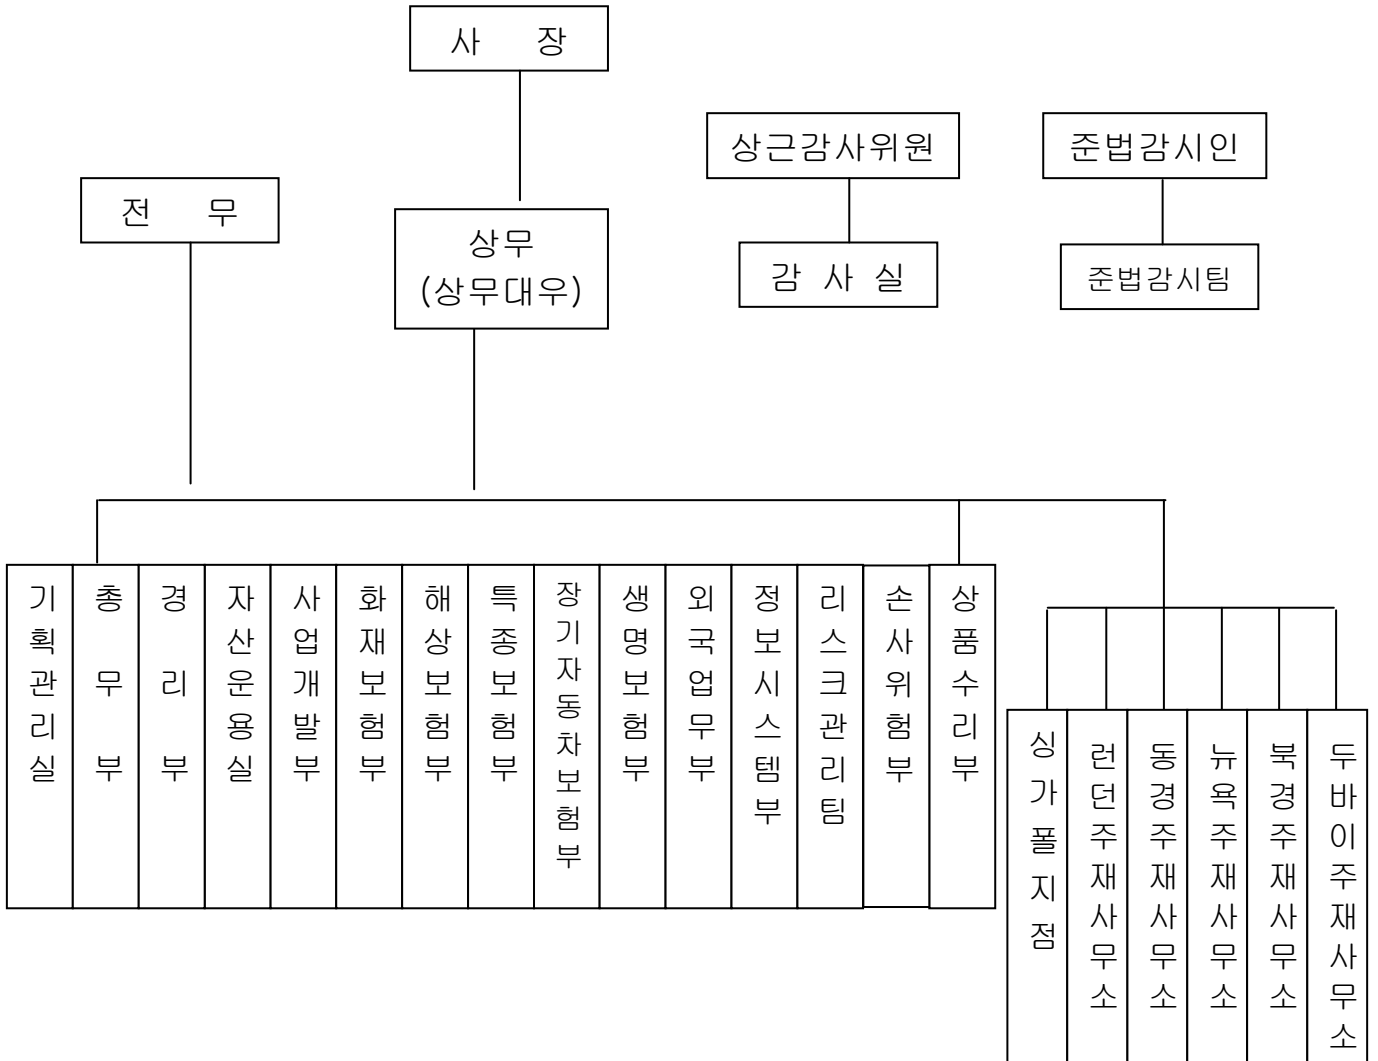 사 장
상근감사위원
준법감시인
전 무
상무
(상무대우)
감 사 실
준법감시팀
기획관리실
총무부
경리부
자산운용실
사업개발부
화재보험부
해상보험부
특종보험부
장기자동차보험부
생명보험부
외국업무부
정보시스템부
리스크관리팀
손사위험부
상품수리부
싱가폴지점
런던주재사무소
동경주재사무소
뉴욕주재사무소
북경주재사무소
두바이주재사무소